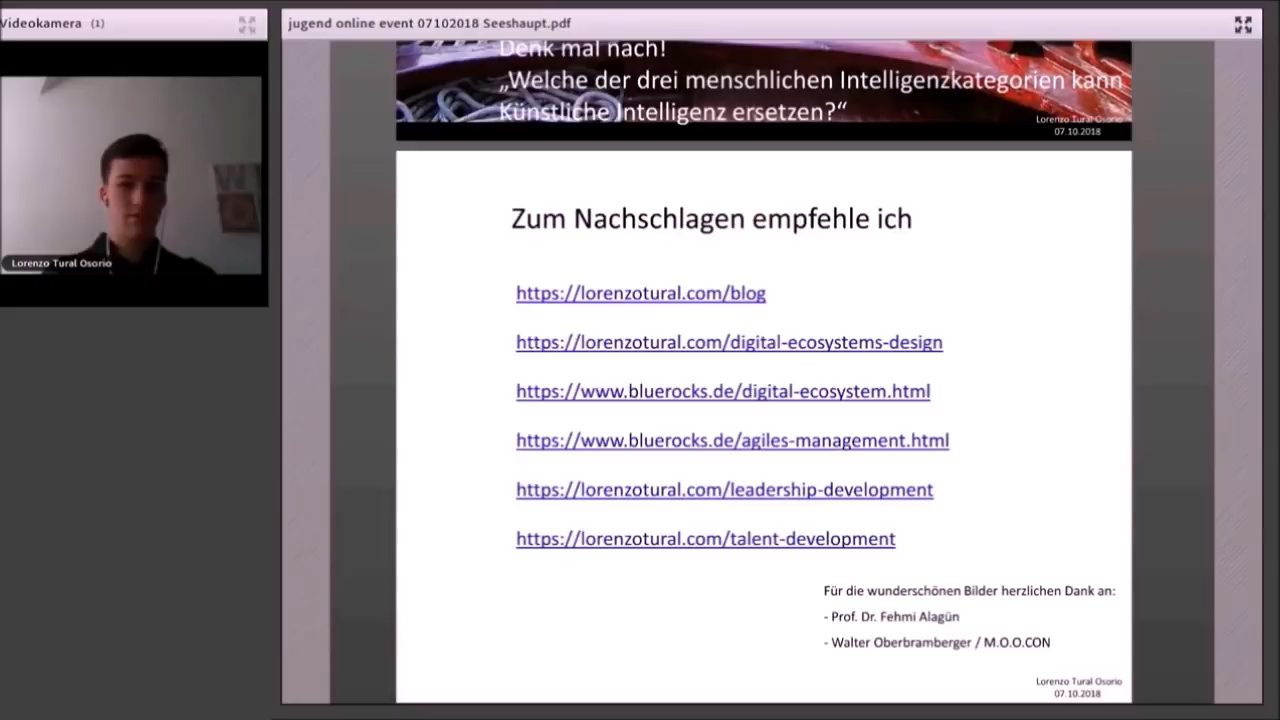 Videokamera (1)
jugend online event 07102018 Seeshaupt.pdf
Denk mal nach!
„Welche der drei menschlichen Intelligenzkategorien kann
Künstliche Intelligenz ersetzen?“
Lorenzo Tural Osorio
07.10.2018
Lorenzo Tural Osorio
Zum Nachschlagen empfehle ich
https://lorenzotural.com/blog
https://lorenzotural.com/digital-ecosystems-design
https://www.bluerocks.de/digital-ecosystem.html
https://www.bluerocks.de/agiles-management.html
https://lorenzotural.com/leadership-development
https://lorenzotural.com/talent-development
Für die wunderschönen Bilder herzlichen Dank an:
- Prof. Dr. Fehmi Alagün
- Walter Oberbramberger / M.O.O.CON
Lorenzo Tural Osorio
07.10.2018